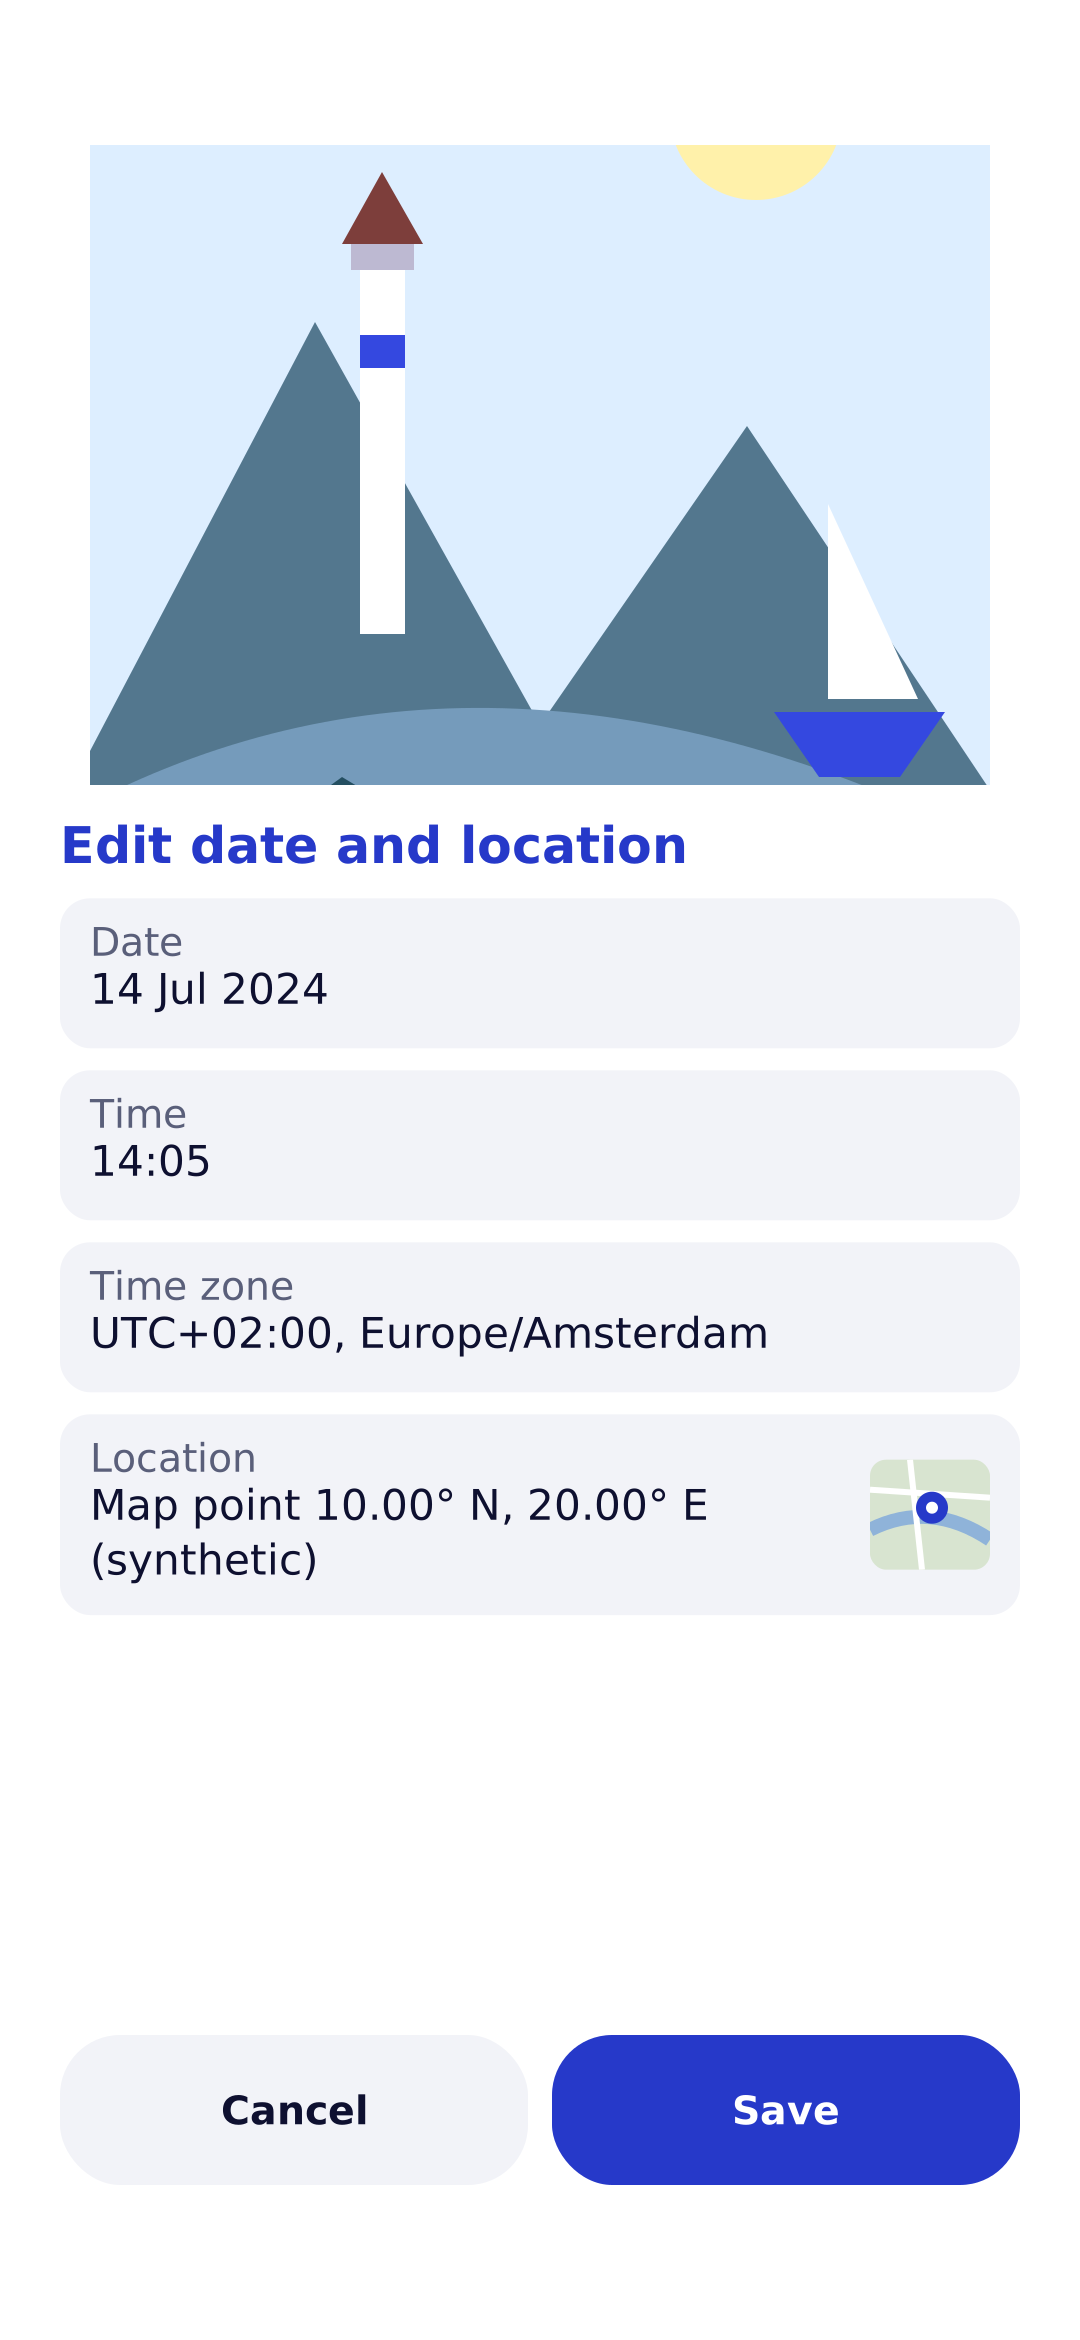 Edit date and location
Date
14 Jul 2024
Time
14:05
Time zone
UTC+02:00, Europe/Amsterdam
Location
Map point 10.00° N, 20.00° E
(synthetic)
Cancel
Save